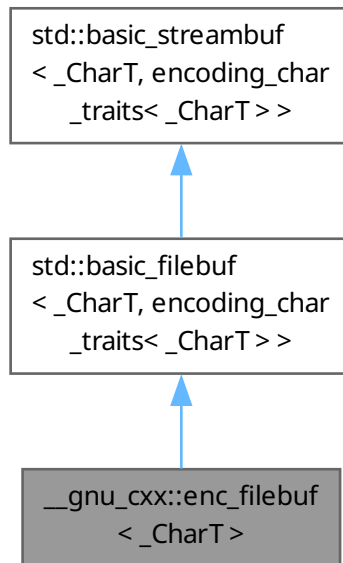 std::basic_streambuf
< _CharT, encoding_char
_traits< _CharT > >
std::basic_filebuf
< _CharT, encoding_char
_traits< _CharT > >
__gnu_cxx::enc_filebuf
< _CharT >